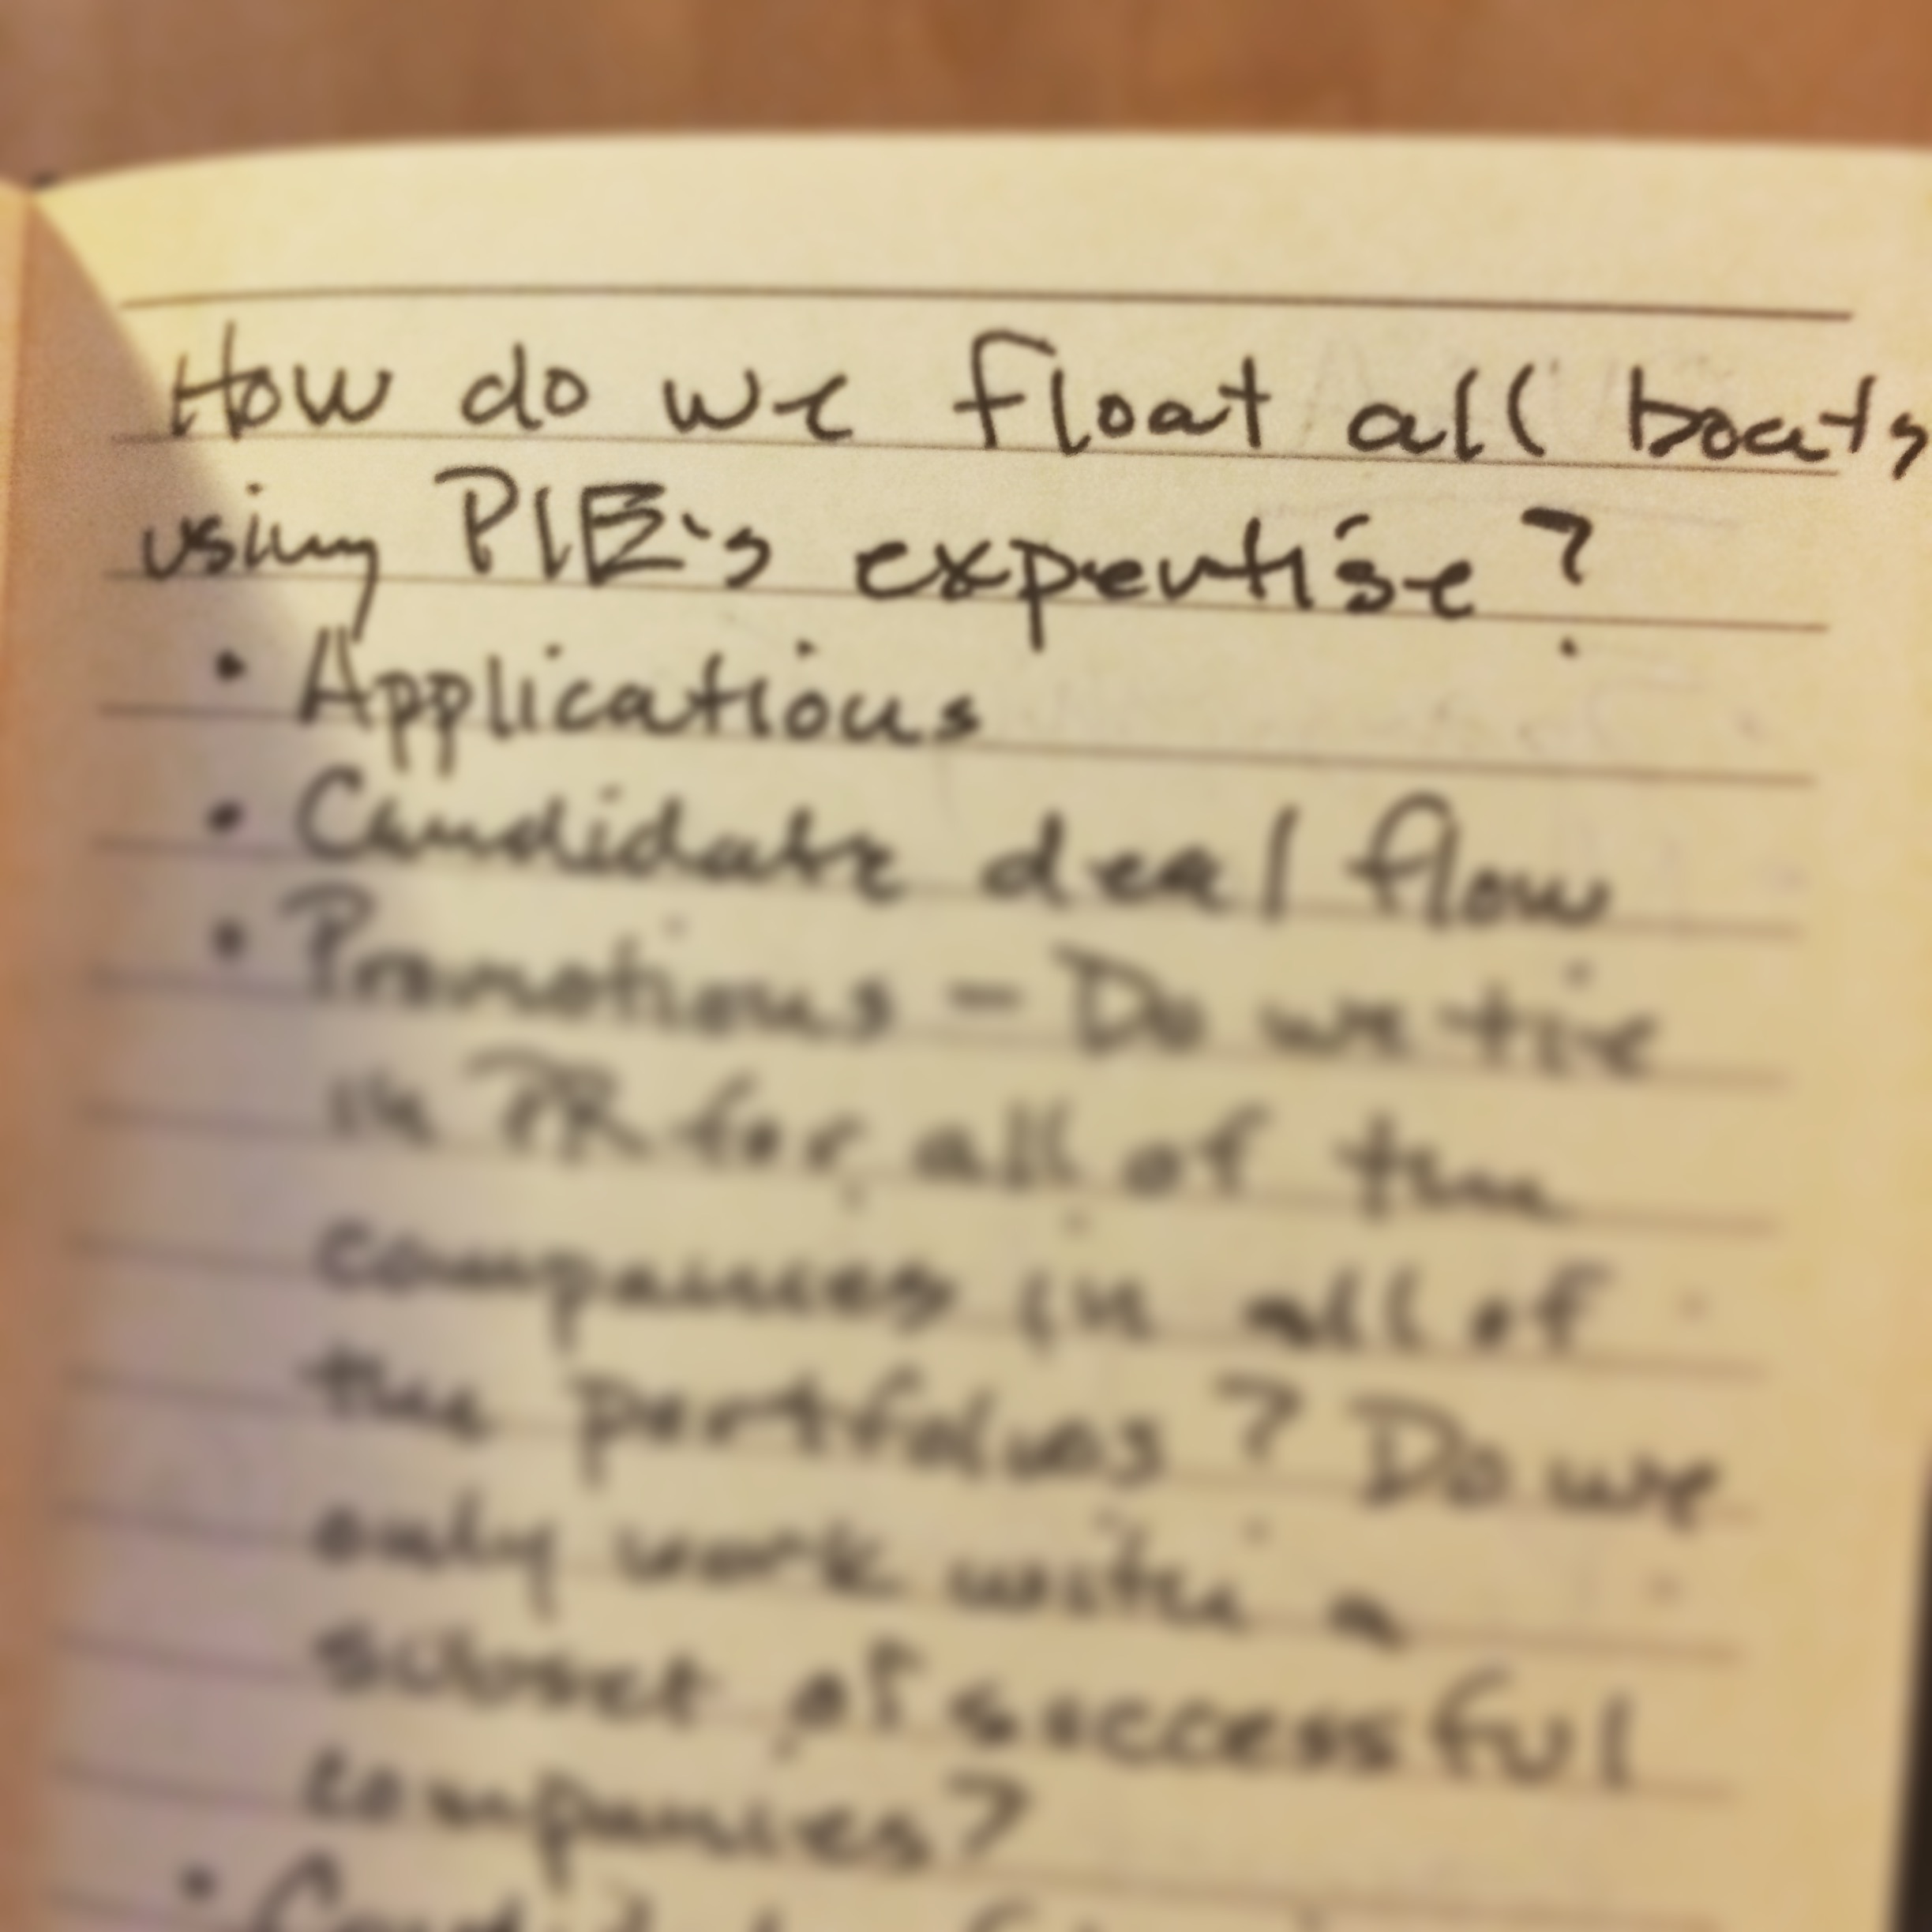 How do we float all boats
using PIE's expertise?
• Applications
• Candidate deal flow
• Promotions – Do we tie
in PR for all of the
companies in all of
the portfolios? Do we
only work with a
subset of successful
companies?
• Candidate